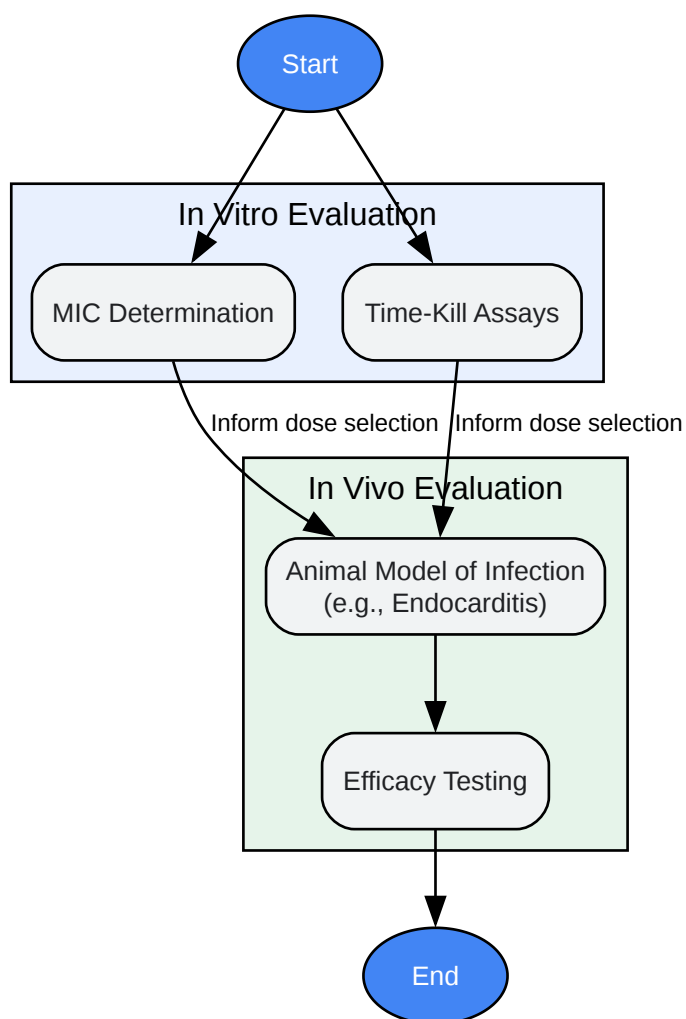 Start
In Vitro Evaluation
MIC Determination
Time-Kill Assays
Inform dose selection
Inform dose selection
In Vivo Evaluation
Animal Model of Infection
(e.g., Endocarditis)
Efficacy Testing
End